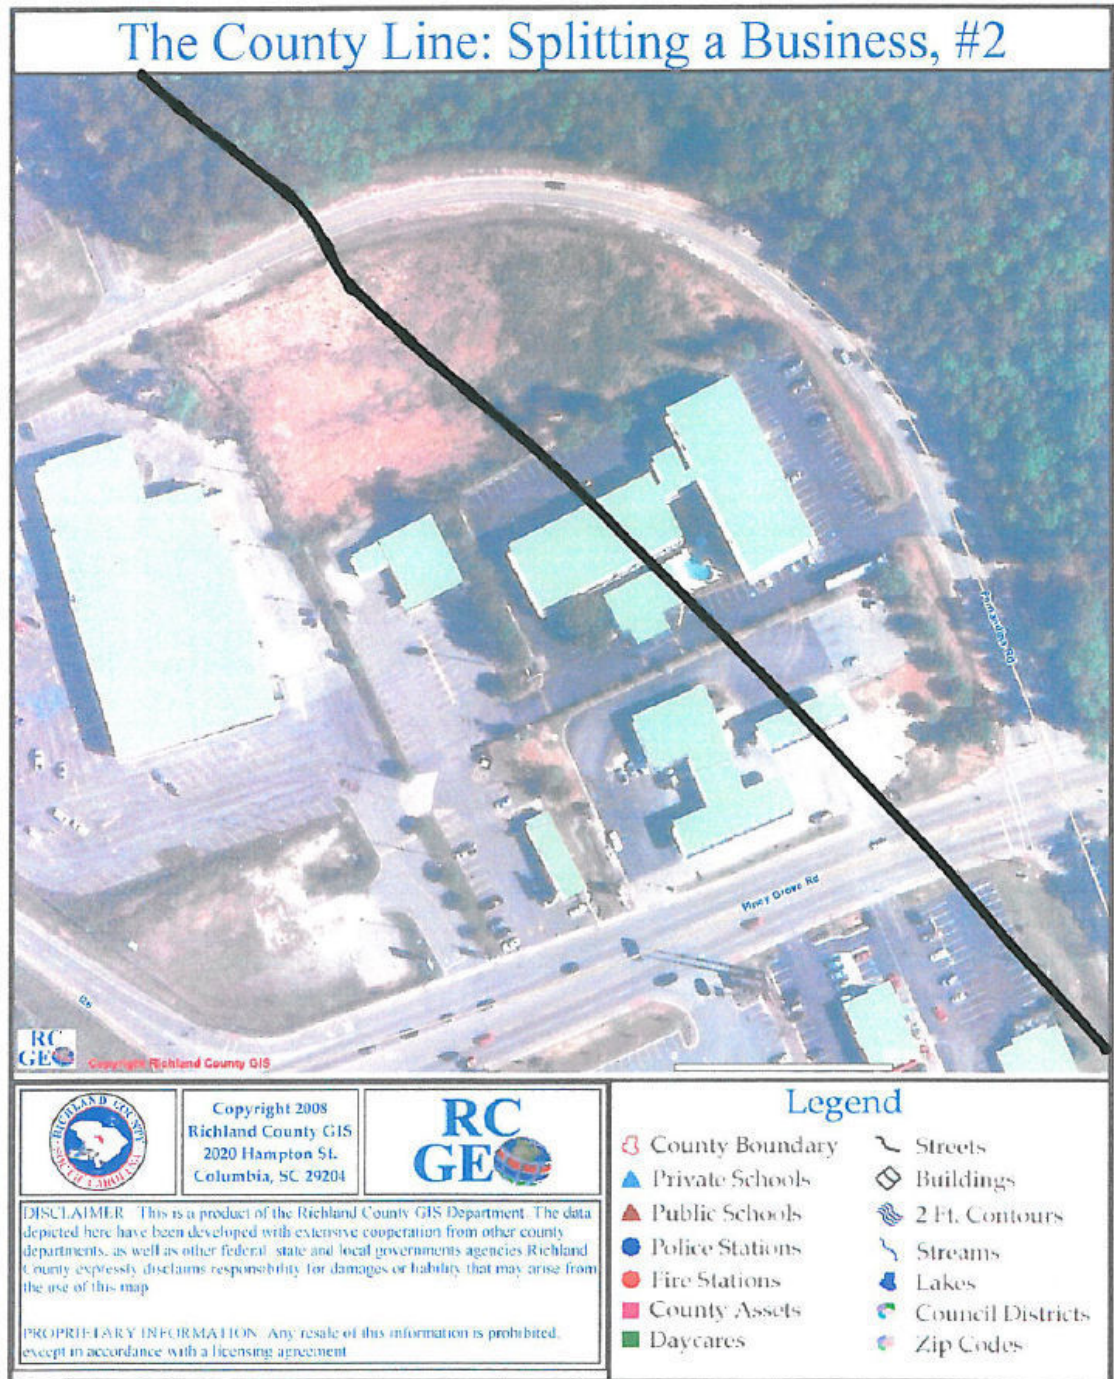 The County Line: Splitting a Business, #2
Piney Grove Rd
RC
GE
Copyright Richland County GIS
RICHLAND COUNTY
SOUTH CAROLINA
Copyright 2008
Richland County GIS
2020 Hampton St.
Columbia, SC 29204
RC
GE
DISCLAIMER This is a product of the Richland County GIS Department. The data
depicted here have been developed with extensive cooperation from other county
departments, as well as other federal, state and local governments agencies Richland
County expressly disclaims responsibility for damages or liability that may arise from
the use of this map
PROPRIETARY INFORMATION Any resale of this information is prohibited,
except in accordance with a licensing agreement
Legend
County Boundary
Private Schools
Public Schools
Police Stations
Fire Stations
County Assets
Daycares
Streets
Buildings
2 Ft. Contours
Streams
Lakes
Council Districts
Zip Codes